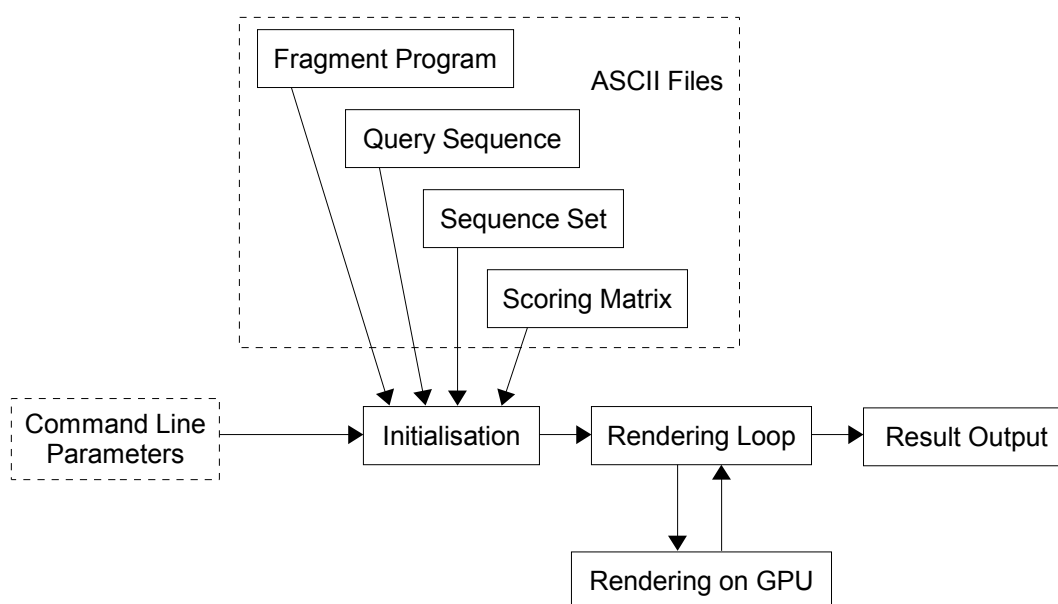 Fragment Program
ASCII Files
Query Sequence
Sequence Set
Scoring Matrix
Command Line
Parameters
Initialisation
Rendering Loop
Result Output
Rendering on GPU